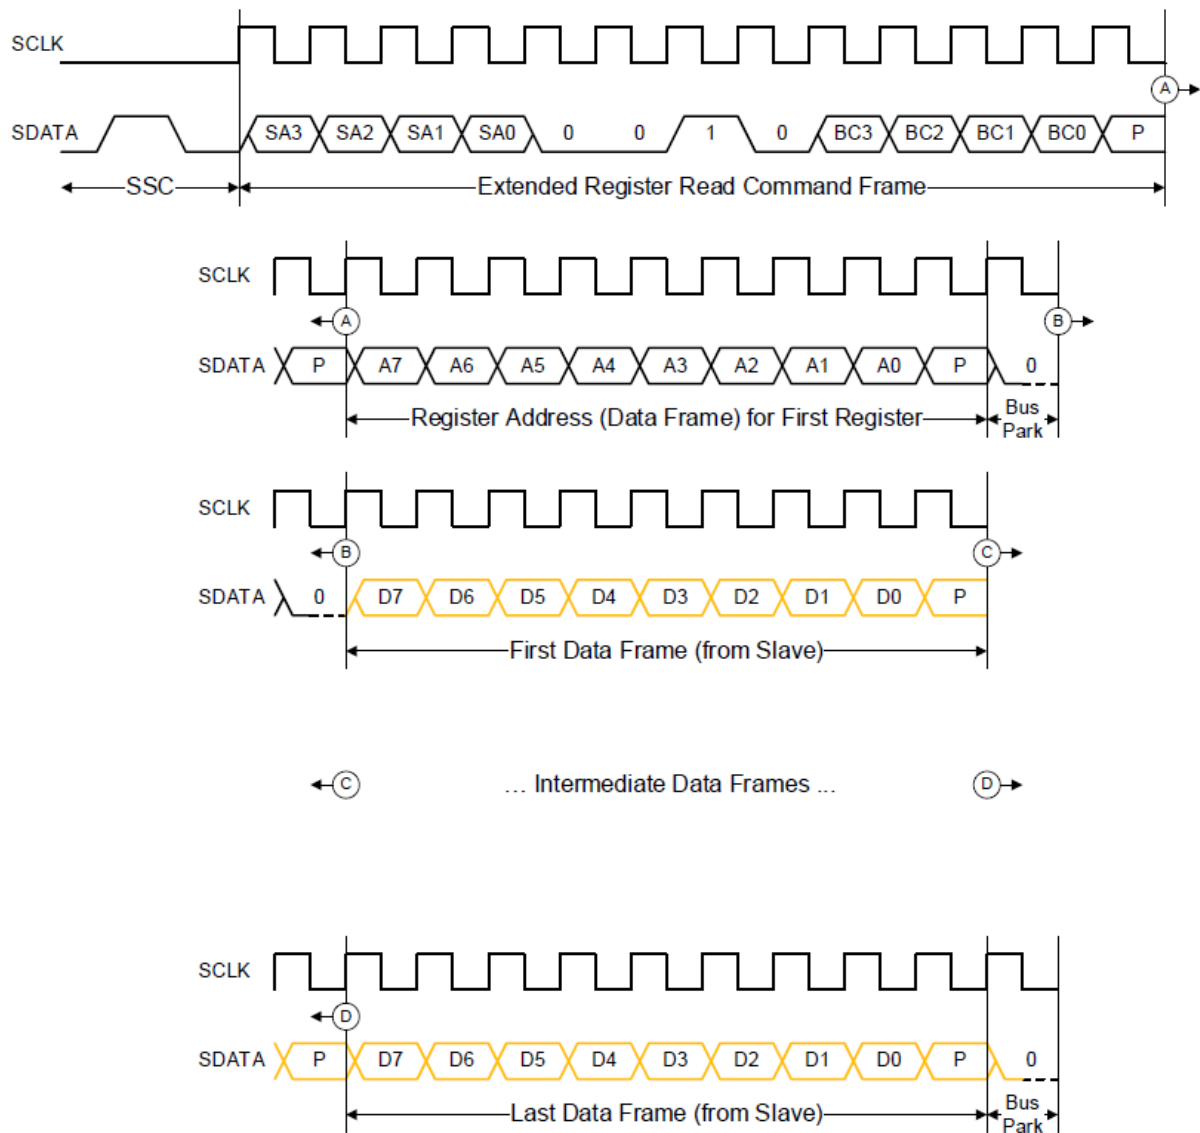 SCLK
A
SDATA SA3 SA2 SA1 SA0 0 0 1 0 BC3 BC2 BC1 BC0 P
SSC Extended Register Read Command Frame
SCLK
A B
SDATA P A7 A6 A5 A4 A3 A2 A1 A0 P 0
Register Address (Data Frame) for First Register Bus
Park
SCLK
B C
SDATA 0 D7 D6 D5 D4 D3 D2 D1 D0 P
First Data Frame (from Slave)
C ... Intermediate Data Frames ... D
SCLK
D
SDATA P D7 D6 D5 D4 D3 D2 D1 D0 P 0
Last Data Frame (from Slave) Bus
Park